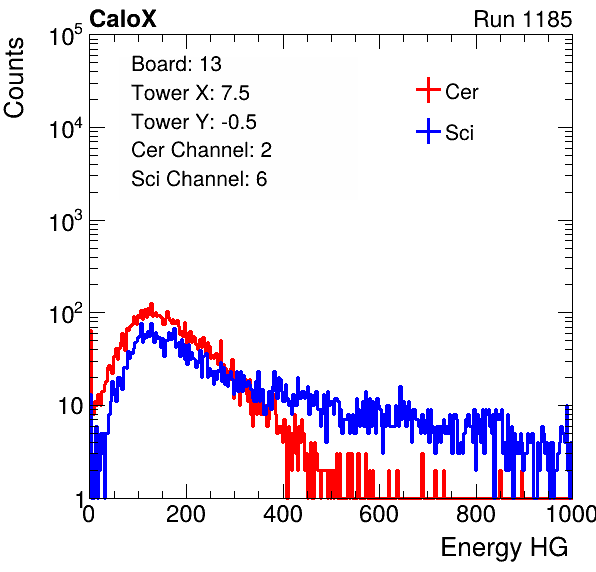 CaloX Run 1185
Counts
10^5
10^4
10^3
10^2
10
1
Board: 13
Tower X: 7.5
Tower Y: -0.5
Cer Channel: 2
Sci Channel: 6
Cer
Sci
0 200 400 600 800 1000
Energy HG